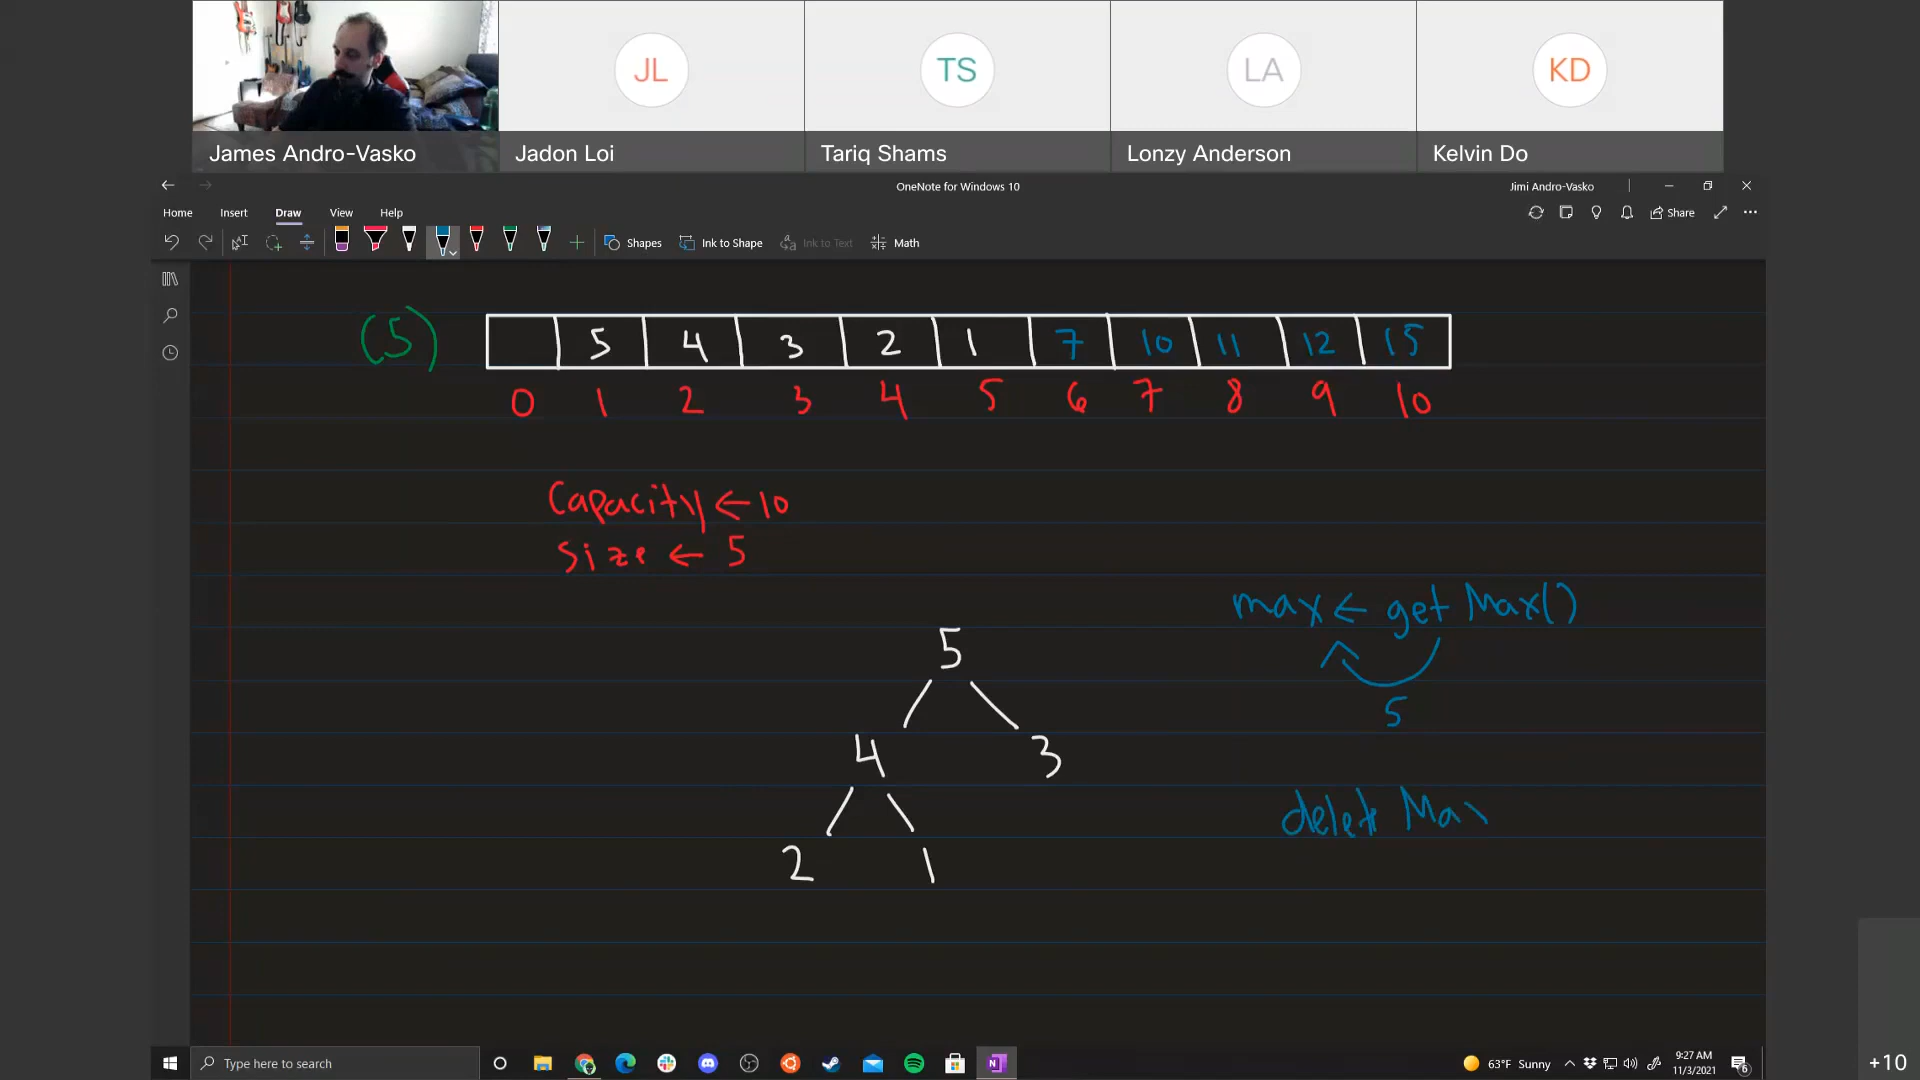 JL
TS
LA
KD
James Andro-Vasko
Jadon Loi
Tariq Shams
Lonzy Anderson
Kelvin Do
OneNote for Windows 10
Jimi Andro-Vasko
Home Insert Draw View Help
Share
Shapes Ink to Shape Ink to Text Math
(5) 5 4 3 2 1 7 10 11 12 15
0 1 2 3 4 5 6 7 8 9 10
Capacity ← 10
Size ← 5
max ← get Max()
5
5
4 3
delete Max
2 1
Type here to search
63°F Sunny
9:27 AM
11/3/2021
6
+10